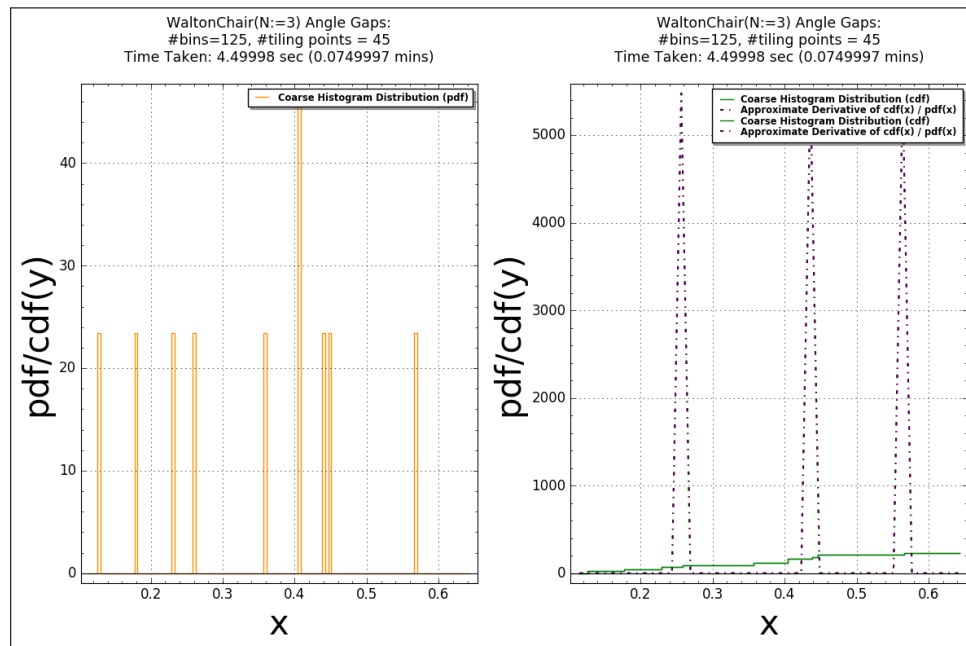 WaltonChair(N:=3) Angle Gaps:
#bins=125, #tiling points = 45
Time Taken: 4.49998 sec (0.0749997 mins)
Coarse Histogram Distribution (pdf)
pdf/cdf(y)
40
30
20
10
0
0.2
0.3
0.4
0.5
0.6
x
WaltonChair(N:=3) Angle Gaps:
#bins=125, #tiling points = 45
Time Taken: 4.49998 sec (0.0749997 mins)
Coarse Histogram Distribution (cdf)
Approximate Derivative of cdf(x) / pdf(x)
Coarse Histogram Distribution (cdf)
Approximate Derivative of cdf(x) / pdf(x)
pdf/cdf(y)
5000
4000
3000
2000
1000
0
0.2
0.3
0.4
0.5
0.6
x